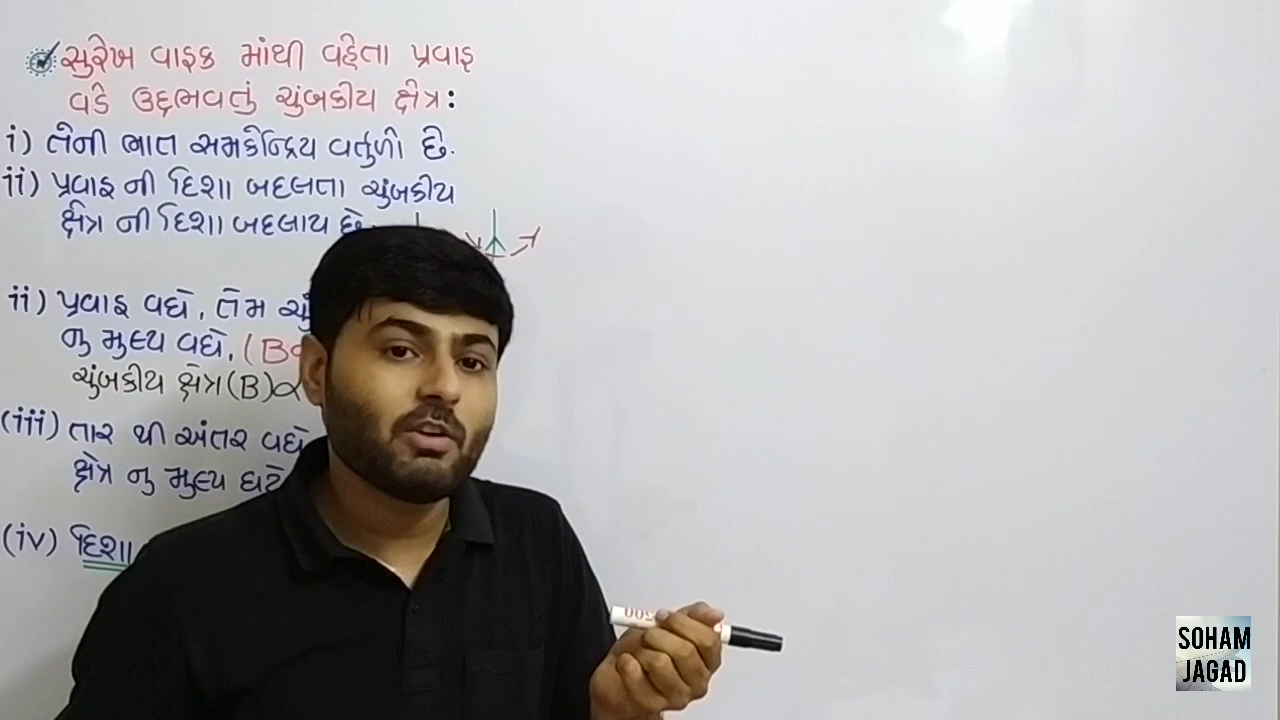 સુરેખ વાહક માંથી વહેતા પ્રવાહ
વડે ઉદ્દભવતું ચુંબકીય ક્ષેત્ર:
i) તેની ભાત સમકેન્દ્રિય વર્તુળો છે.
ii) પ્રવાહ ની દિશા બદલતા ચુંબકીય
ક્ષેત્ર ની દિશા બદલાય છે.
ii) પ્રવાહ વધે, તેમ
નુ મુલ્ય વધે, (B∝
ચુંબકીય ક્ષેત્ર (B)∝
(iii) તાર થી અંતર વધે
ક્ષેત્ર નુ મુલ્ય ઘટે
(iv) દિશા
SOHAM
JAGAD